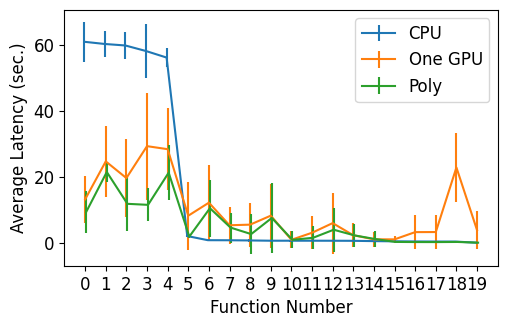 CPU
One GPU
Poly
Average Latency (sec.)
60
40
20
0
0 1 2 3 4 5 6 7 8 9 10 11 12 13 14 15 16 17 18 19
Function Number